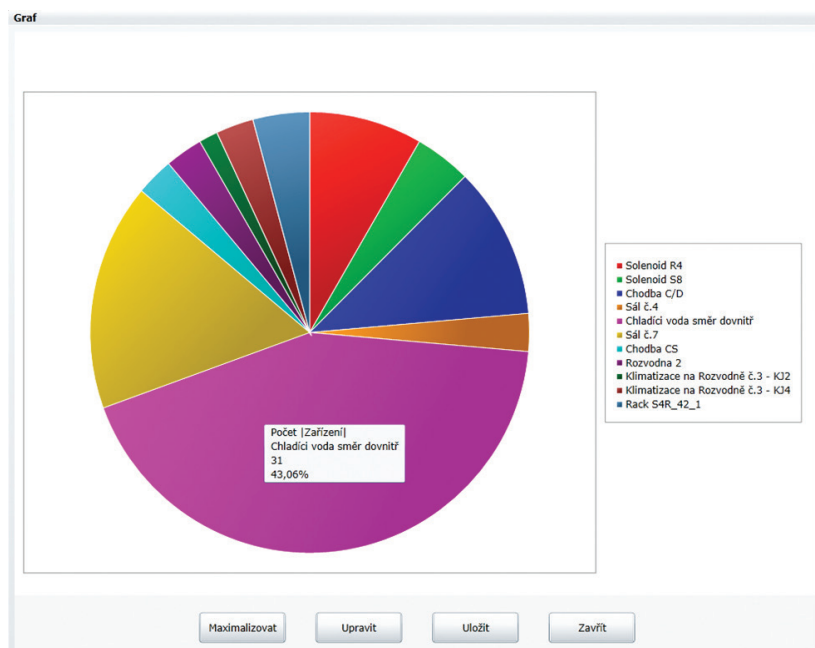 Graf
Solenoid R4
Solenoid S8
Chodba C/D
Sál č.4
Chladíci voda směr dovnitř
Sál č.7
Chodba CS
Rozvodna 2
Klimatizace na Rozvodně č.3 - KJ2
Klimatizace na Rozvodně č.3 - KJ4
Rack S4R_42_1
Počet |Zařízení|
Chladíci voda směr dovnitř
31
43,06%
Maximalizovat
Upravit
Uložit
Zavřít